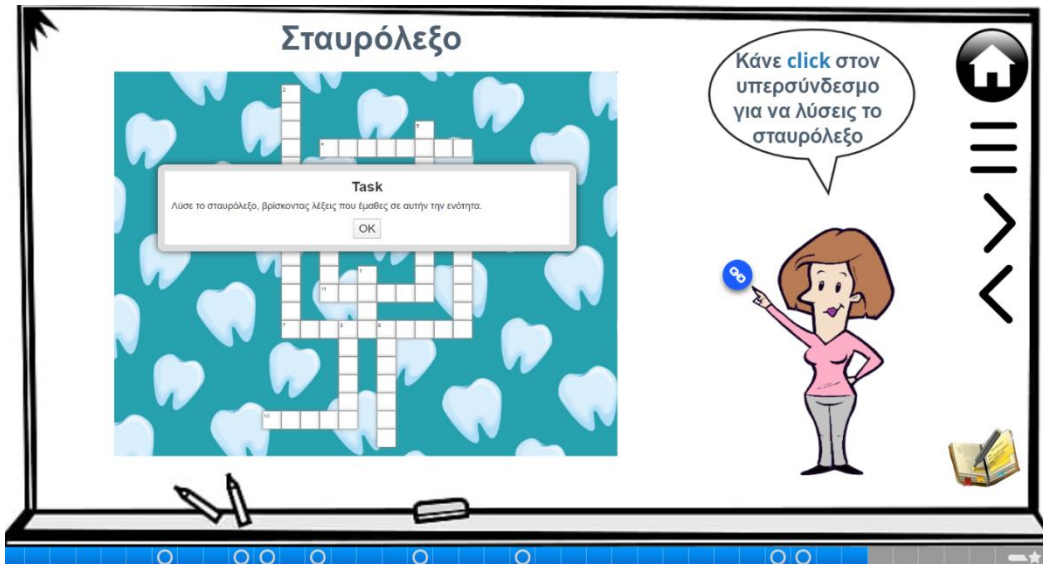 Σταυρόλεξο
Κάνε click στον
υπερσύνδεσμο
για να λύσεις το
σταυρόλεξο
Task
Λύσε το σταυρόλεξο, βρίσκοντας λέξεις που έμαθες σε αυτήν την ενότητα.
OK